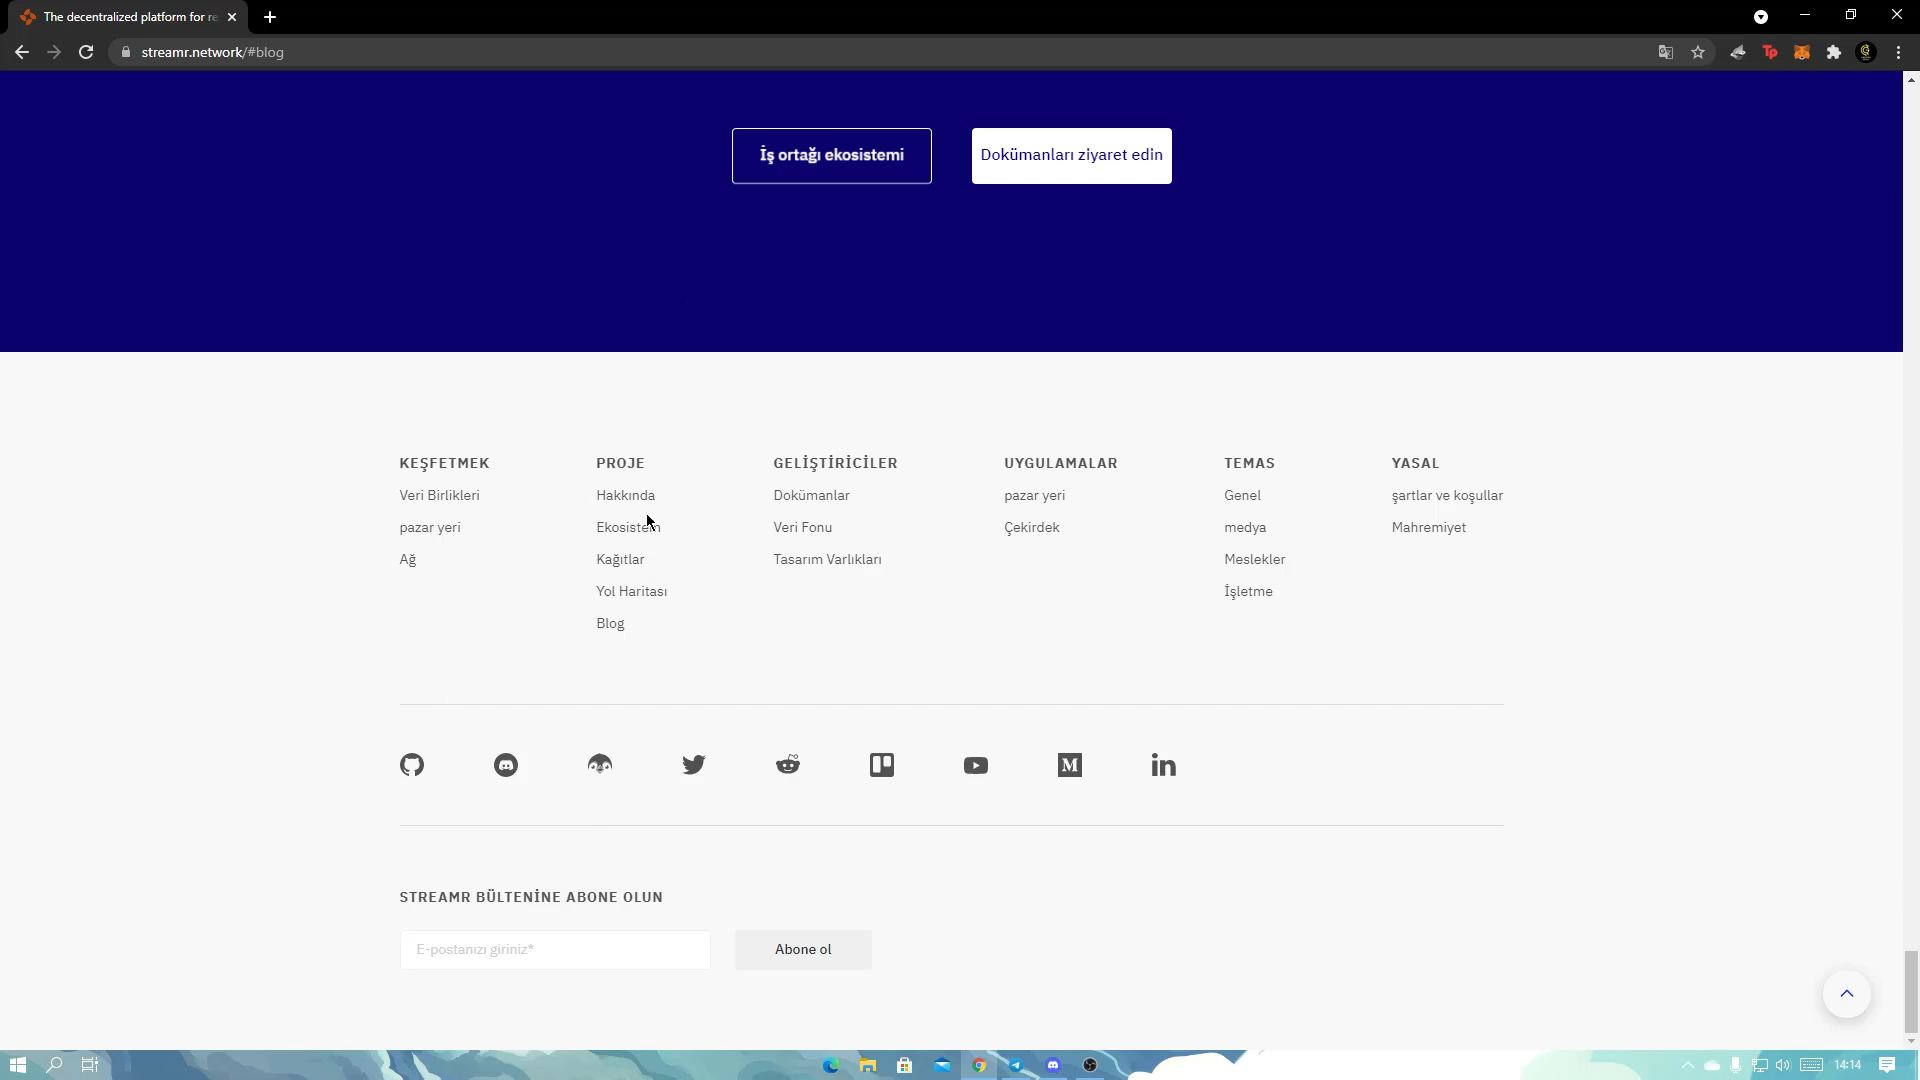 The decentralized platform for re
streamr.network/#blog
İş ortağı ekosistemi
Dokümanları ziyaret edin
KEŞFETMEK
Veri Birlikleri
pazar yeri
Ağ
PROJE
Hakkında
Ekosistem
Kağıtlar
Yol Haritası
Blog
GELİŞTİRİCİLER
Dokümanlar
Veri Fonu
Tasarım Varlıkları
UYGULAMALAR
pazar yeri
Çekirdek
TEMAS
Genel
medya
Meslekler
İşletme
YASAL
şartlar ve koşullar
Mahremiyet
STREAMR BÜLTENİNE ABONE OLUN
E-postanızı giriniz*
Abone ol
14:14